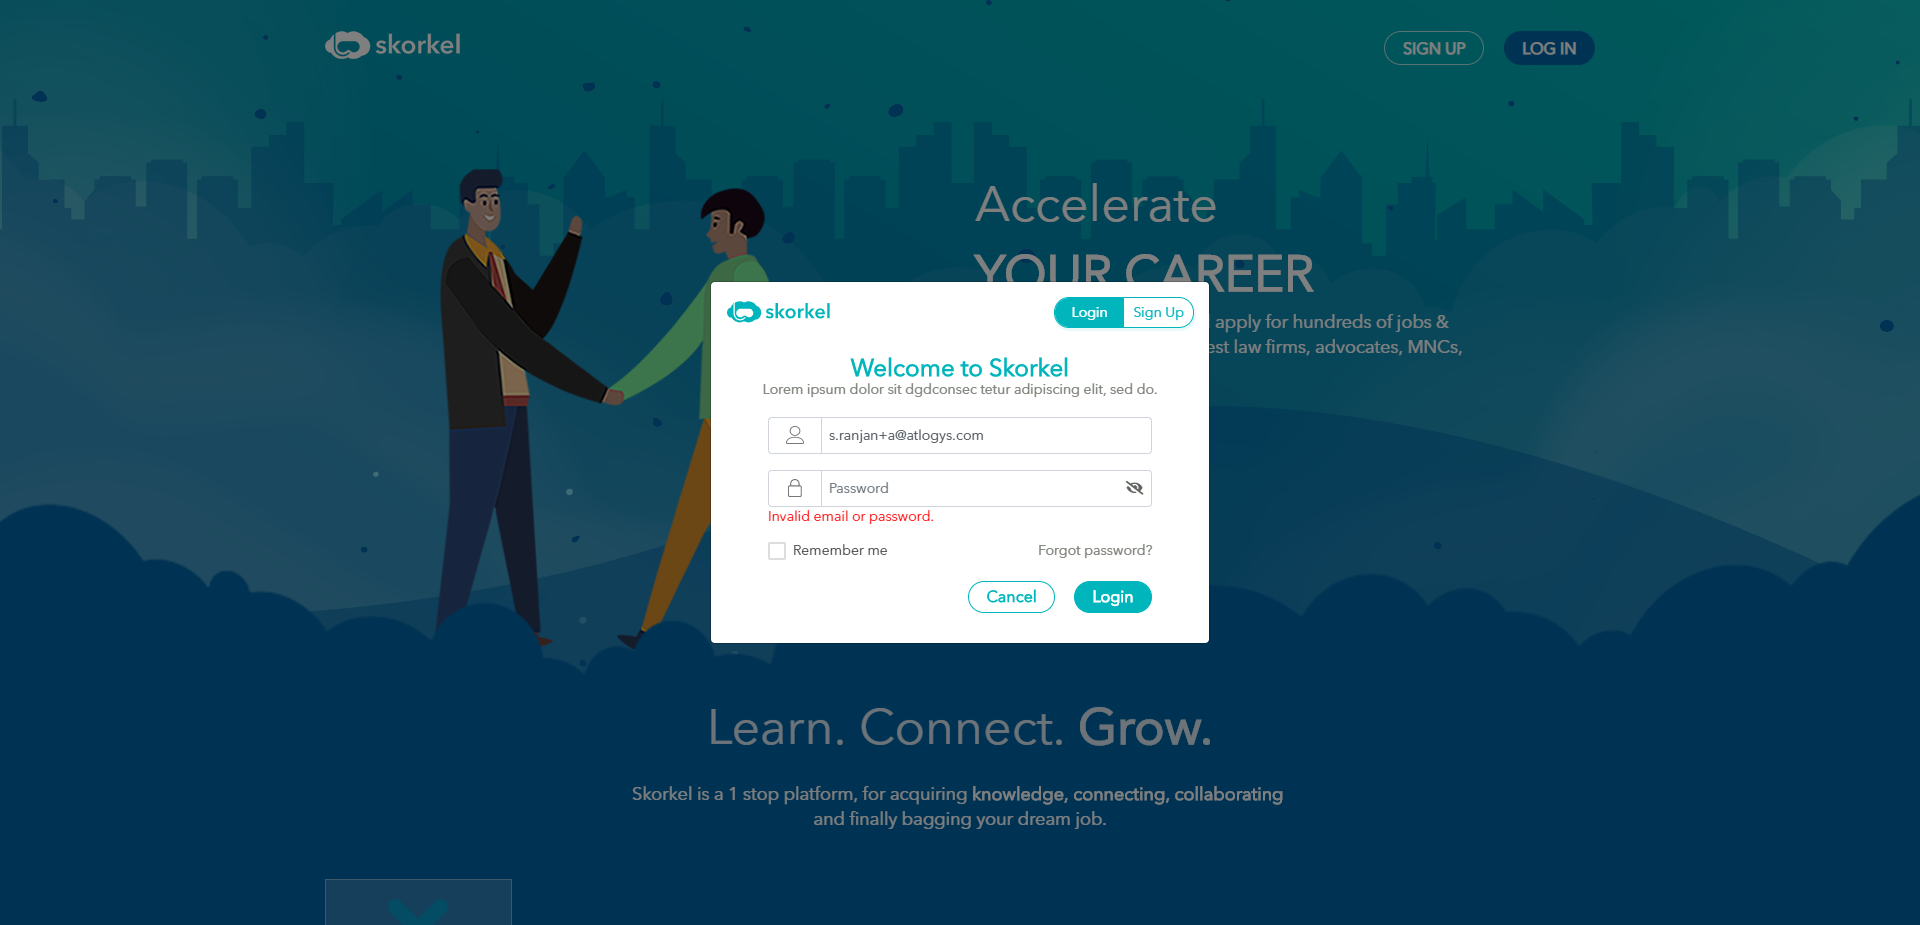 skorkel
SIGN UP
LOG IN
Accelerate
YOUR CAREER
apply for hundreds of jobs &
law firms, advocates, MNCs,
skorkel
Login
Sign Up
Welcome to Skorkel
Lorem ipsum dolor sit dgdconsec tetur adipiscing elit, sed do.
s.ranjan+a@atlogys.com
Password
Invalid email or password.
Remember me
Forgot password?
Cancel
Login
Learn. Connect. Grow.
Skorkel is a 1 stop platform, for acquiring knowledge, connecting, collaborating
and finally bagging your dream job.